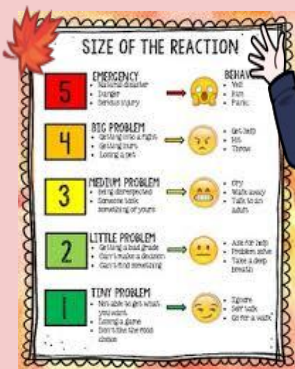 SIZE OF THE REACTION
EMERGENCY
BEHAV
5
Natural disaster
Danger
Serious injury
Yell
Run
Panic
BIG PROBLEM
4
Getting into a fight
Getting hurt
Losing a pet
Get help
Hit
Throw
MEDIUM PROBLEM
3
Being disrespected
Someone took
something of yours
Cry
Walk away
Talk to an
adult
LITTLE PROBLEM
2
Getting a bad grade
Can't make a decision
Can't find something
Ask for help
Problem solve
Take a deep
breath
TINY PROBLEM
1
Not able to get what
you want
Losing a game
Don't like the food
choice
Ignore
Self talk
Go for a walk